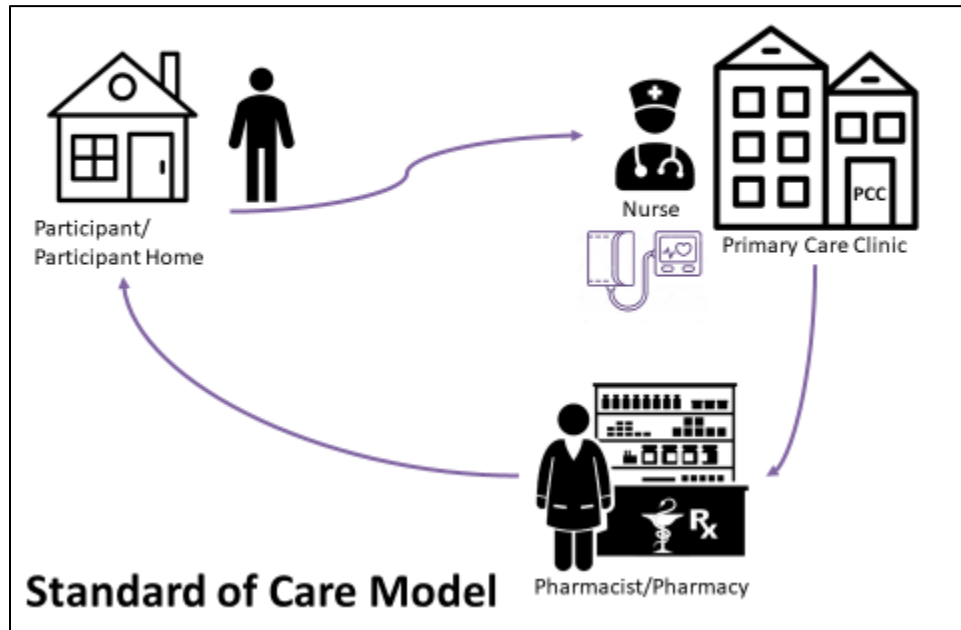 Participant/
Participant Home
Nurse
PCC
Primary Care Clinic
Rx
Pharmacist/Pharmacy
Standard of Care Model